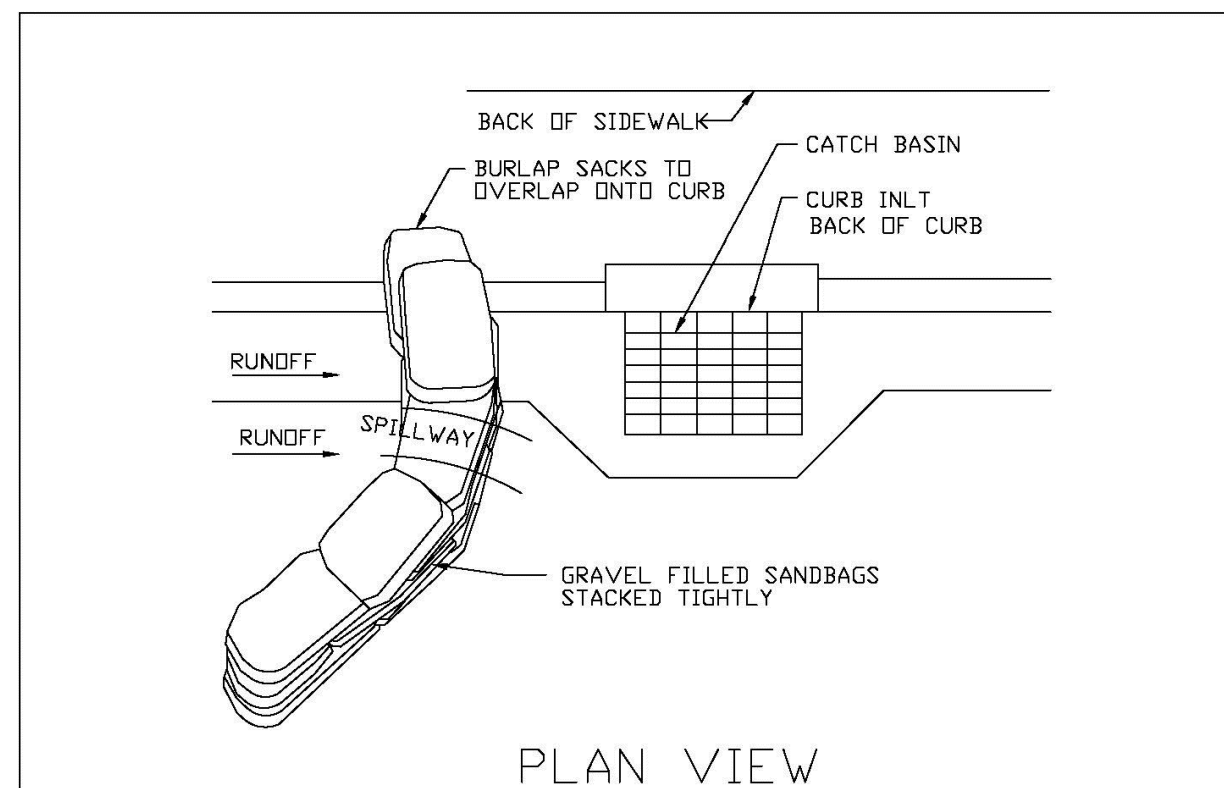 BACK OF SIDEWALK
BURLAP SACKS TO
OVERLAP ONTO CURB
CATCH BASIN
CURB INLT
BACK OF CURB
RUNOFF
RUNOFF
SPILLWAY
GRAVEL FILLED SANDBAGS
STACKED TIGHTLY
PLAN VIEW